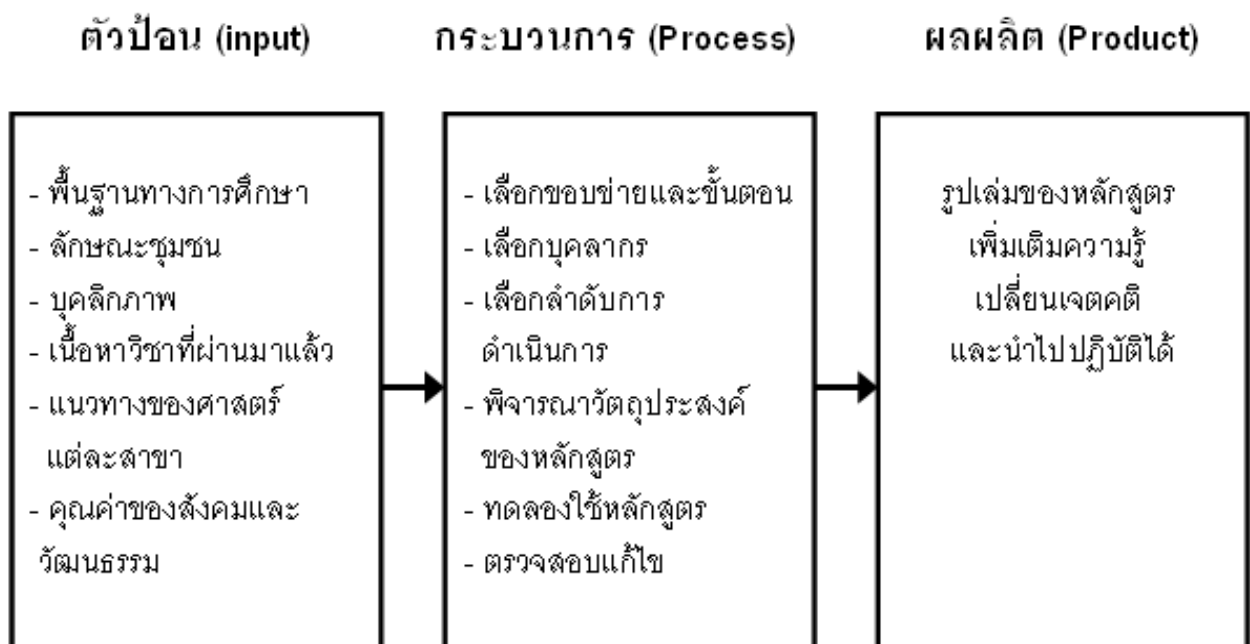 ตัวป้อน (input)
กระบวนการ (Process)
ผลผลิต (Product)
- พื้นฐานทางการศึกษา
- ลักษณะชุมชน
- บุคลิกภาพ
- เนื้อหาวิชาที่ผ่านมาแล้ว
- แนวทางของศาสตร์
แต่ละสาขา
- คุณค่าของสังคมและ
วัฒนธรรม
- เลือกขอบข่ายและขั้นตอน
- เลือกบุคลากร
- เลือกลำดับการ
ดำเนินการ
- พิจารณาวัตถุประสงค์
ของหลักสูตร
- ทดลองใช้หลักสูตร
- ตรวจสอบแก้ไข
รูปเล่มของหลักสูตร
เพิ่มเติมความรู้
เปลี่ยนเจตคติ
และนำไปปฏิบัติได้